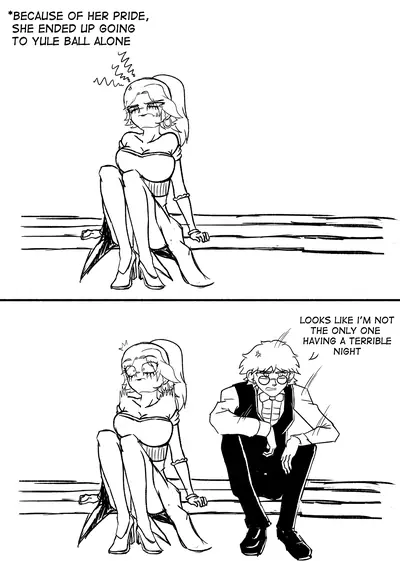 *BECAUSE OF HER PRIDE,
SHE ENDED UP GOING
TO YULE BALL ALONE
LOOKS LIKE I'M NOT
THE ONLY ONE
HAVING A TERRIBLE
NIGHT